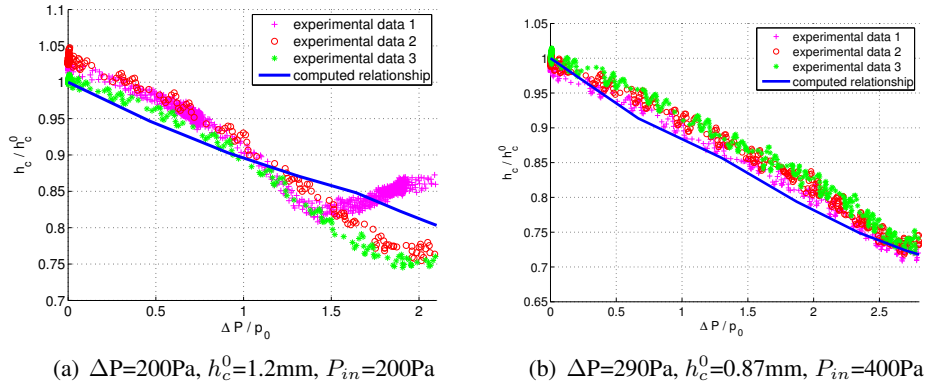 1.1
1.05
1
0.95
0.9
0.85
0.8
0.75
0.7
h_c / h_c^0
0
0.5
1
1.5
2
Δ P / p_0
experimental data 1
experimental data 2
experimental data 3
computed relationship
(a) ΔP=200Pa, h_c^0=1.2mm, P_in=200Pa
1.05
1
0.95
0.9
0.85
0.8
0.75
0.7
0.65
h_c / h_c^0
0
0.5
1
1.5
2
2.5
Δ P / p_0
experimental data 1
experimental data 2
experimental data 3
computed relationship
(b) ΔP=290Pa, h_c^0=0.87mm, P_in=400Pa